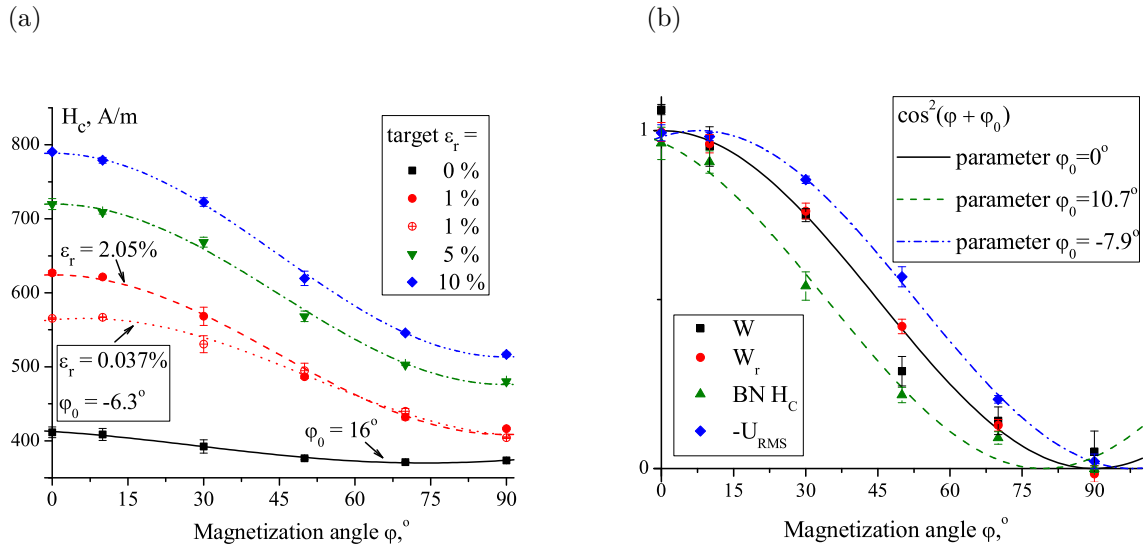 (a)
H_c, A/m
800
700
600
500
400
target ε_r =
0 %
1 %
1 %
5 %
10 %
ε_r = 2.05%
ε_r = 0.037%
φ_0 = -6.3°
φ_0 = 16°
0 15 30 45 60 75 90
Magnetization angle φ,°
(b)
1
0
cos²(φ + φ_0)
parameter φ_0=0°
parameter φ_0=10.7°
parameter φ_0= -7.9°
W
W_r
BN H_C
-U_RMS
0 15 30 45 60 75 90
Magnetization angle φ,°